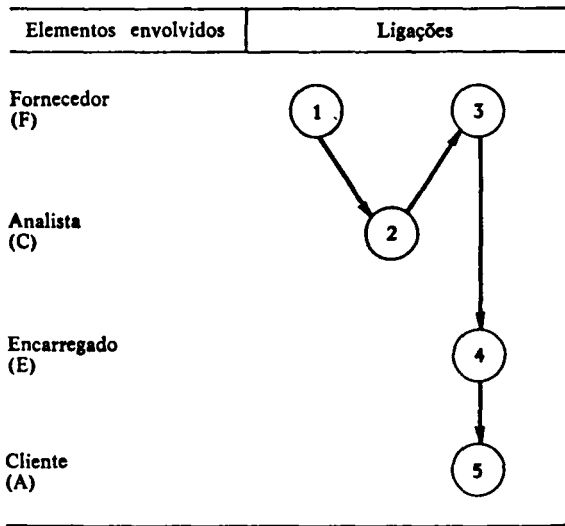 Elementos envolvidos
Ligações
Fornecedor
(F)
1
3
Analista
(C)
2
Encarregado
(E)
4
Cliente
(A)
5